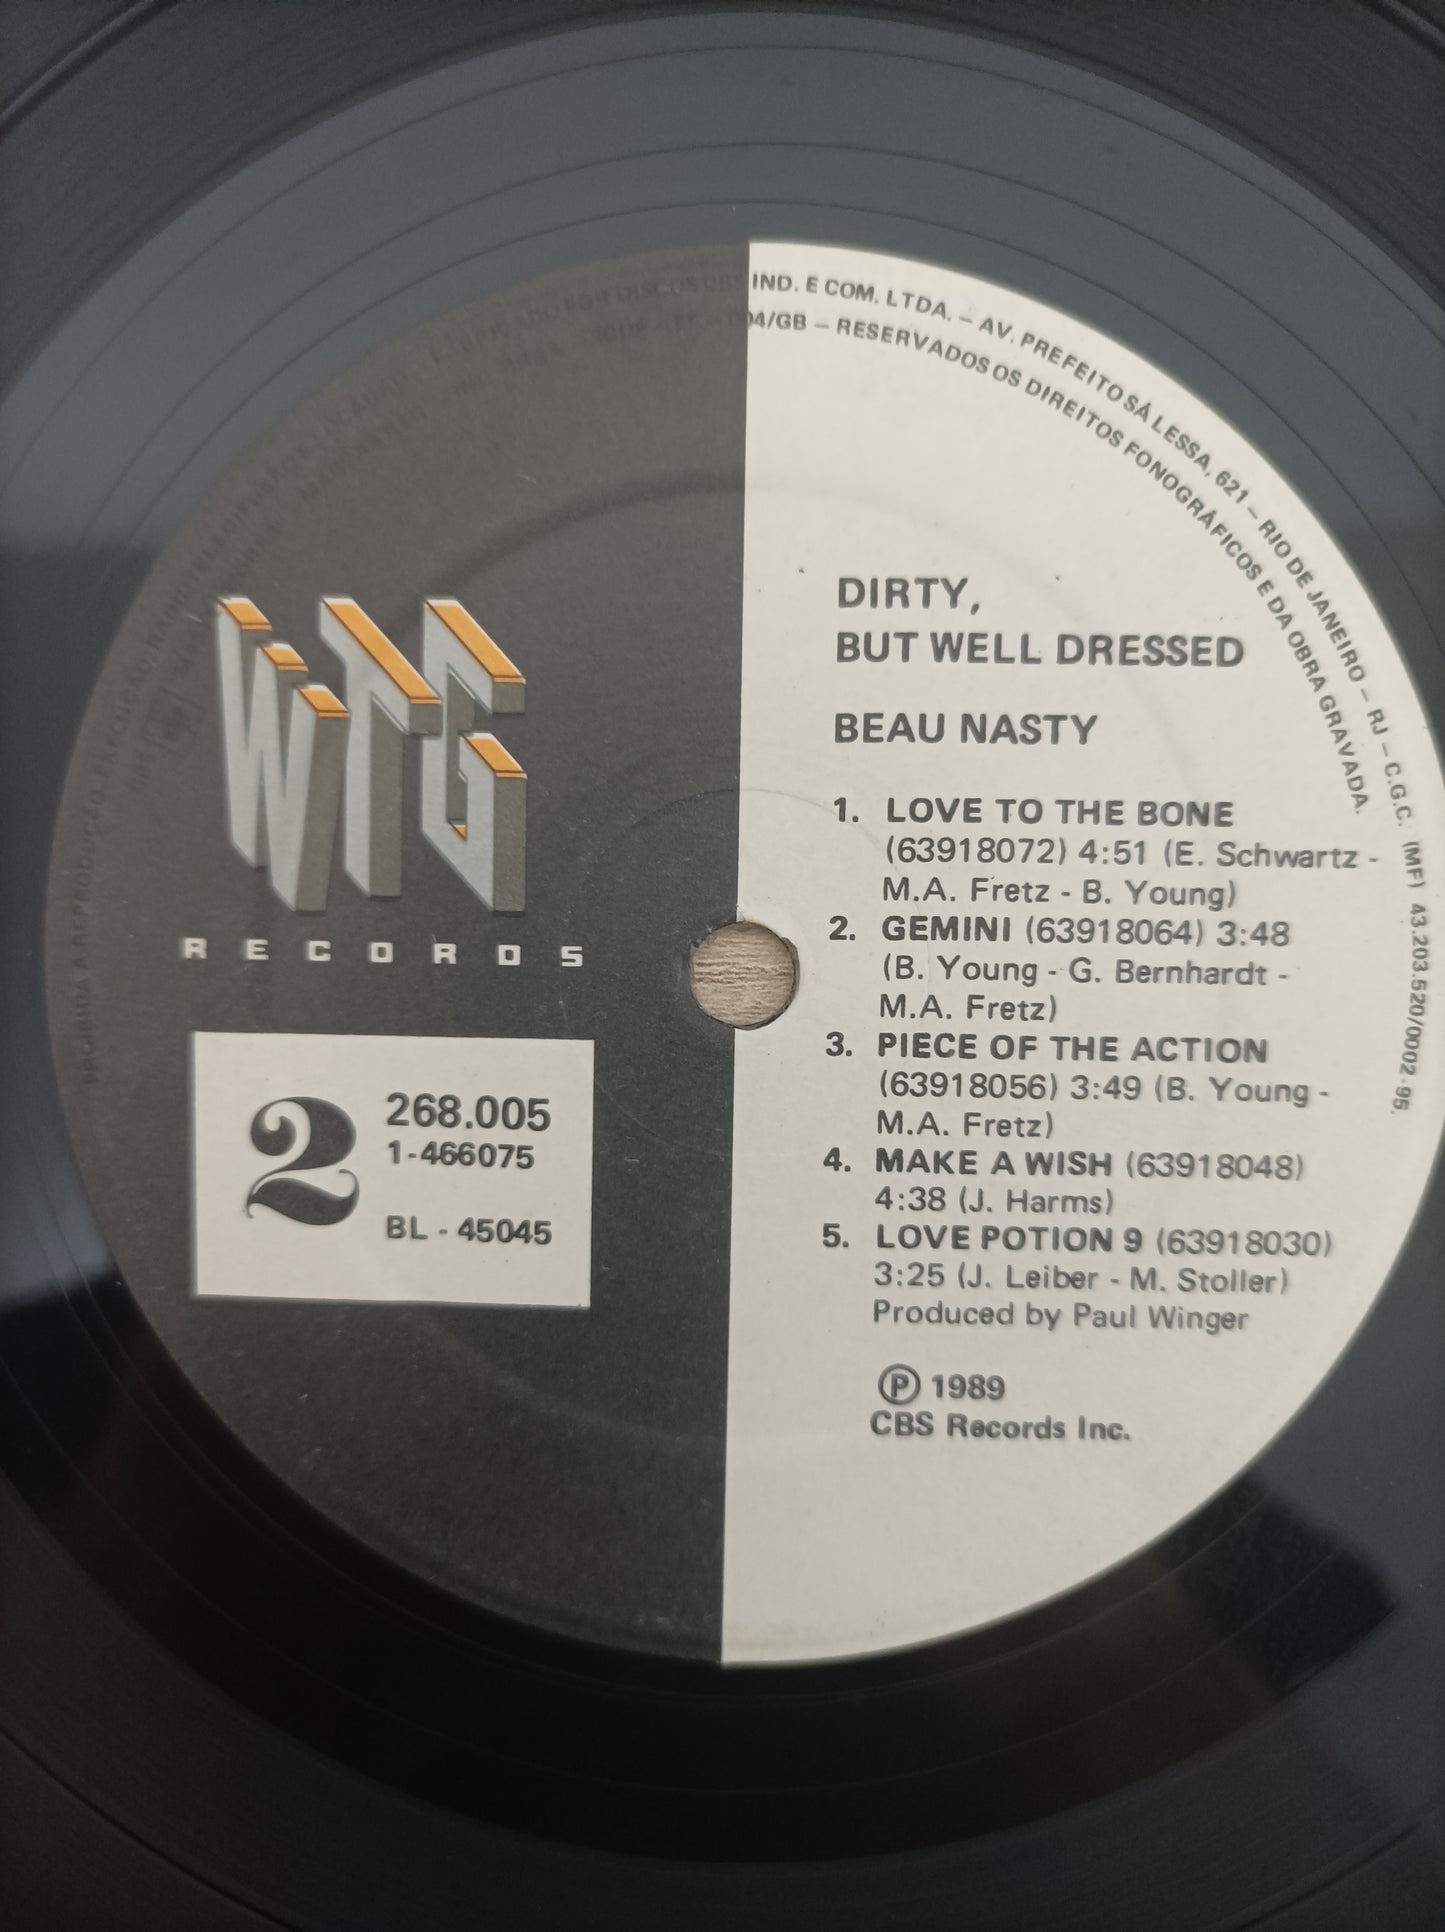 IND. E COM. LTDA. – AV. PREFEITO SÁ LESSA, 621 – RIO DE JANEIRO – RJ – C.G.C. (MF) 43.203.520/0002-95.
04/GB – RESERVADOS OS DIREITOS FONOGRÁFICOS E DA OBRA GRAVADA.
WTG
RECORDS
2
268.005
1-466075
BL - 45045
DIRTY,
BUT WELL DRESSED
BEAU NASTY
1. LOVE TO THE BONE
(63918072) 4:51 (E. Schwartz -
M.A. Fretz - B. Young)
2. GEMINI (63918064) 3:48
(B. Young - G. Bernhardt -
M.A. Fretz)
3. PIECE OF THE ACTION
(63918056) 3:49 (B. Young -
M.A. Fretz)
4. MAKE A WISH (63918048)
4:38 (J. Harms)
5. LOVE POTION 9 (63918030)
3:25 (J. Leiber - M. Stoller)
Produced by Paul Winger
Ⓟ 1989
CBS Records Inc.